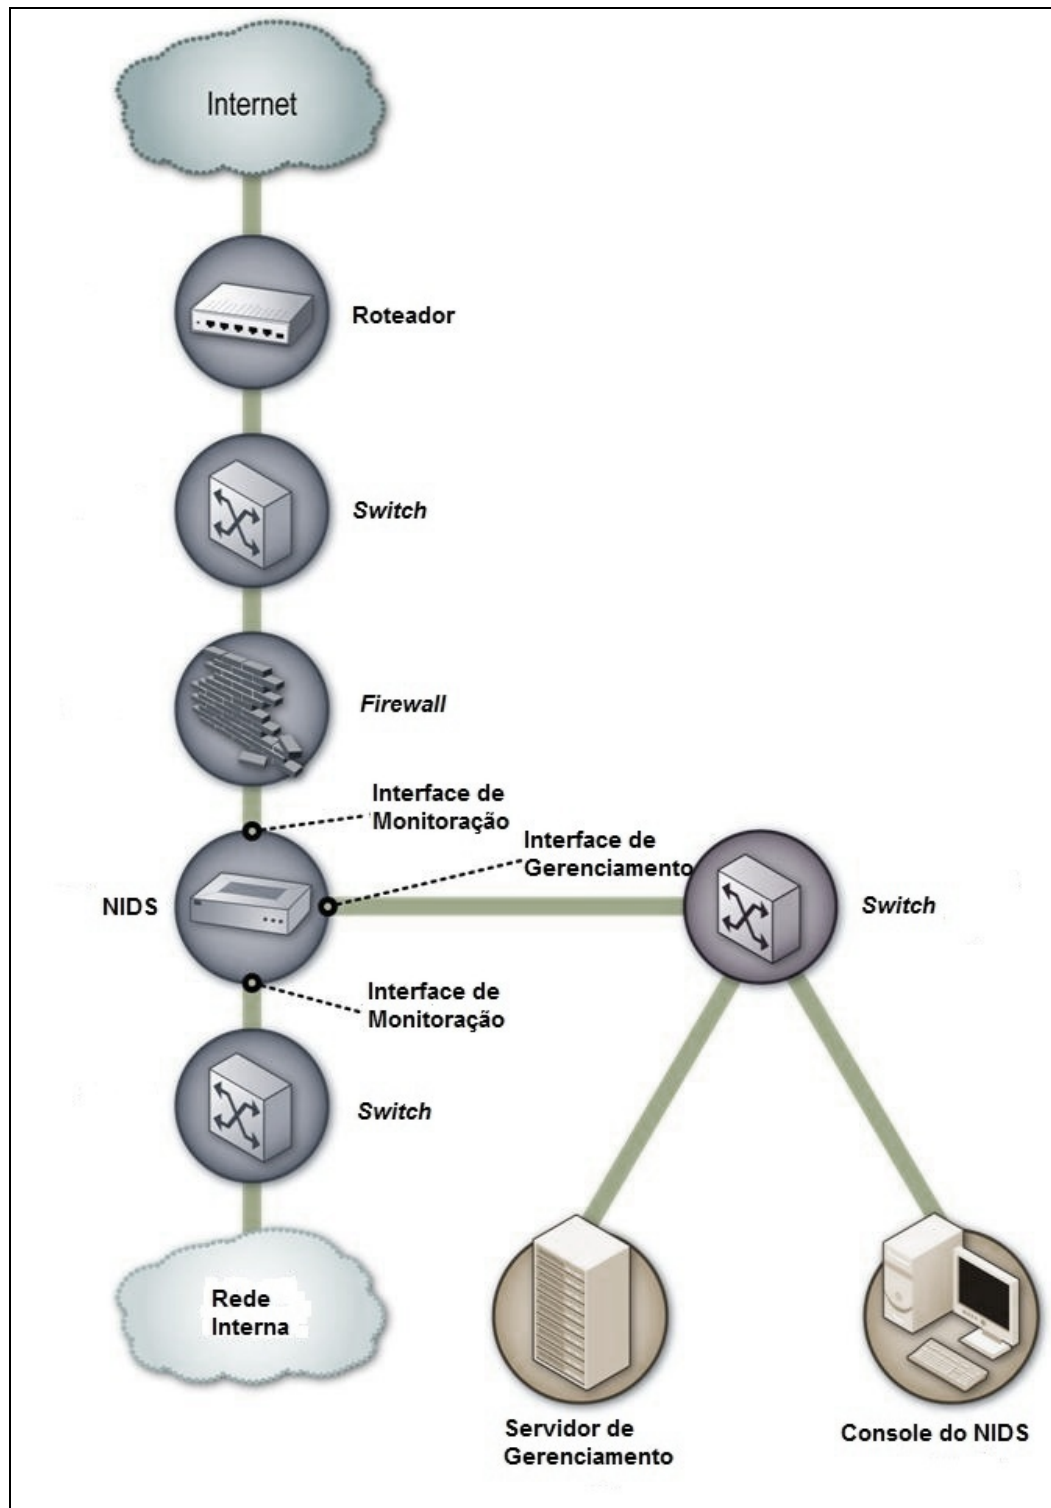 Internet
Roteador
Switch
Firewall
Interface de
Monitoração
Interface de
Gerenciamento
NIDS
Switch
Interface de
Monitoração
Switch
Rede
Interna
Servidor de
Gerenciamento
Console do NIDS